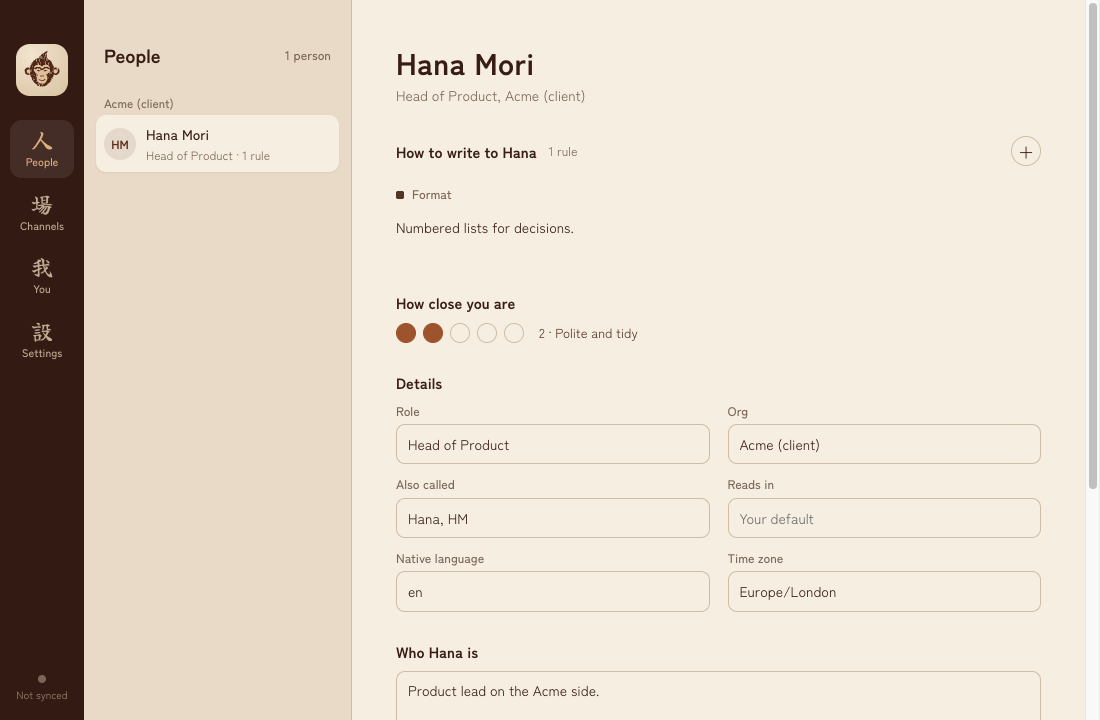 人
People
場
Channels
我
You
設
Settings
Not synced
People
1 person
Acme (client)
HM
Hana Mori
Head of Product · 1 rule
Hana Mori
Head of Product, Acme (client)
How to write to Hana
1 rule
Format
Numbered lists for decisions.
How close you are
2 · Polite and tidy
Details
Role
Org
Head of Product
Acme (client)
Also called
Reads in
Hana, HM
Your default
Native language
Time zone
en
Europe/London
Who Hana is
Product lead on the Acme side.